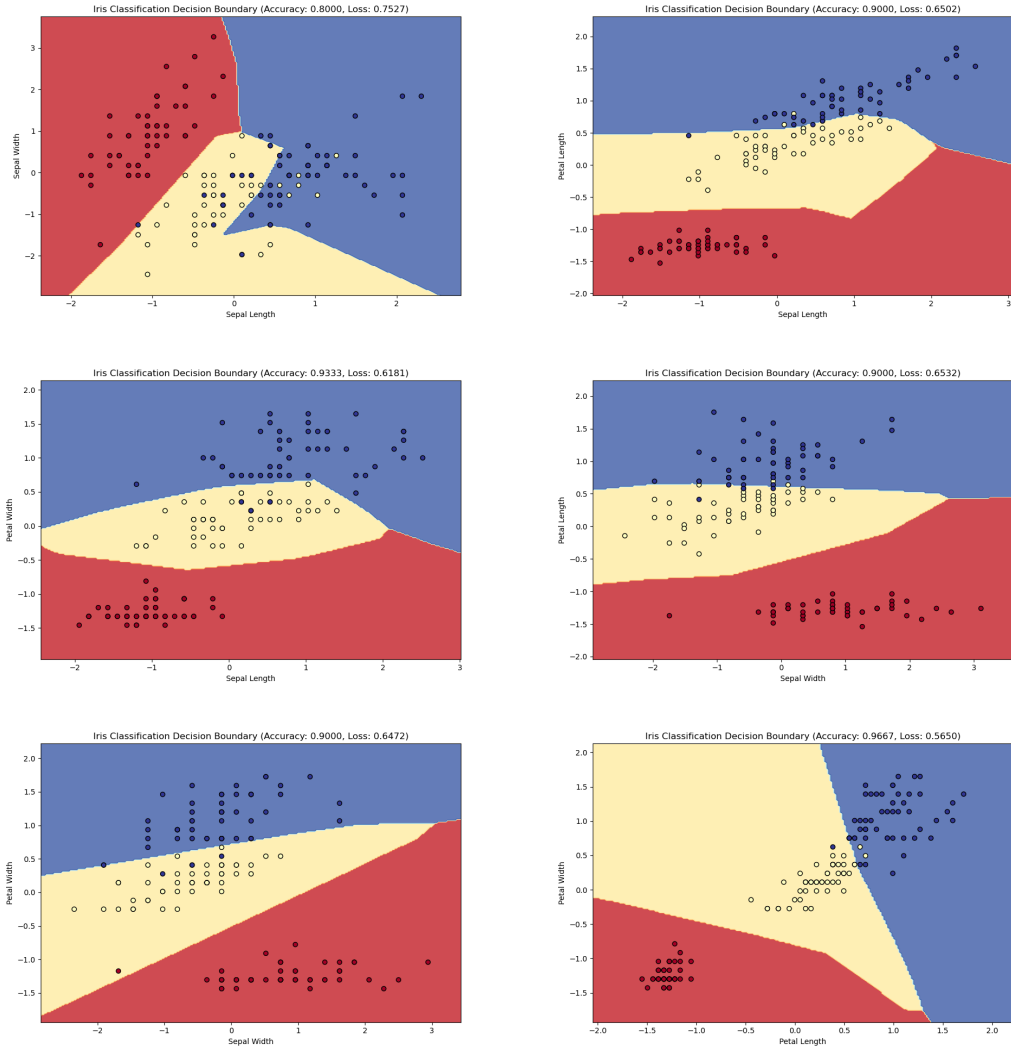 Iris Classification Decision Boundary (Accuracy: 0.8000, Loss: 0.7527)
Sepal Width
3
2
1
0
−1
−2
−2 −1 0 1 2
Sepal Length
Iris Classification Decision Boundary (Accuracy: 0.9000, Loss: 0.6502)
Petal Length
2.0
1.5
1.0
0.5
0.0
−0.5
−1.0
−1.5
−2.0
−2 −1 0 1 2 3
Sepal Length
Iris Classification Decision Boundary (Accuracy: 0.9333, Loss: 0.6181)
Petal Width
2.0
1.5
1.0
0.5
0.0
−0.5
−1.0
−1.5
−2 −1 0 1 2 3
Sepal Length
Iris Classification Decision Boundary (Accuracy: 0.9000, Loss: 0.6532)
Petal Length
2.0
1.5
1.0
0.5
0.0
−0.5
−1.0
−1.5
−2.0
−2 −1 0 1 2 3
Sepal Width
Iris Classification Decision Boundary (Accuracy: 0.9000, Loss: 0.6472)
Petal Width
2.0
1.5
1.0
0.5
0.0
−0.5
−1.0
−1.5
−2 −1 0 1 2 3
Sepal Width
Iris Classification Decision Boundary (Accuracy: 0.9667, Loss: 0.5650)
Petal Width
2.0
1.5
1.0
0.5
0.0
−0.5
−1.0
−1.5
−2.0 −1.5 −1.0 −0.5 0.0 0.5 1.0 1.5 2.0
Petal Length